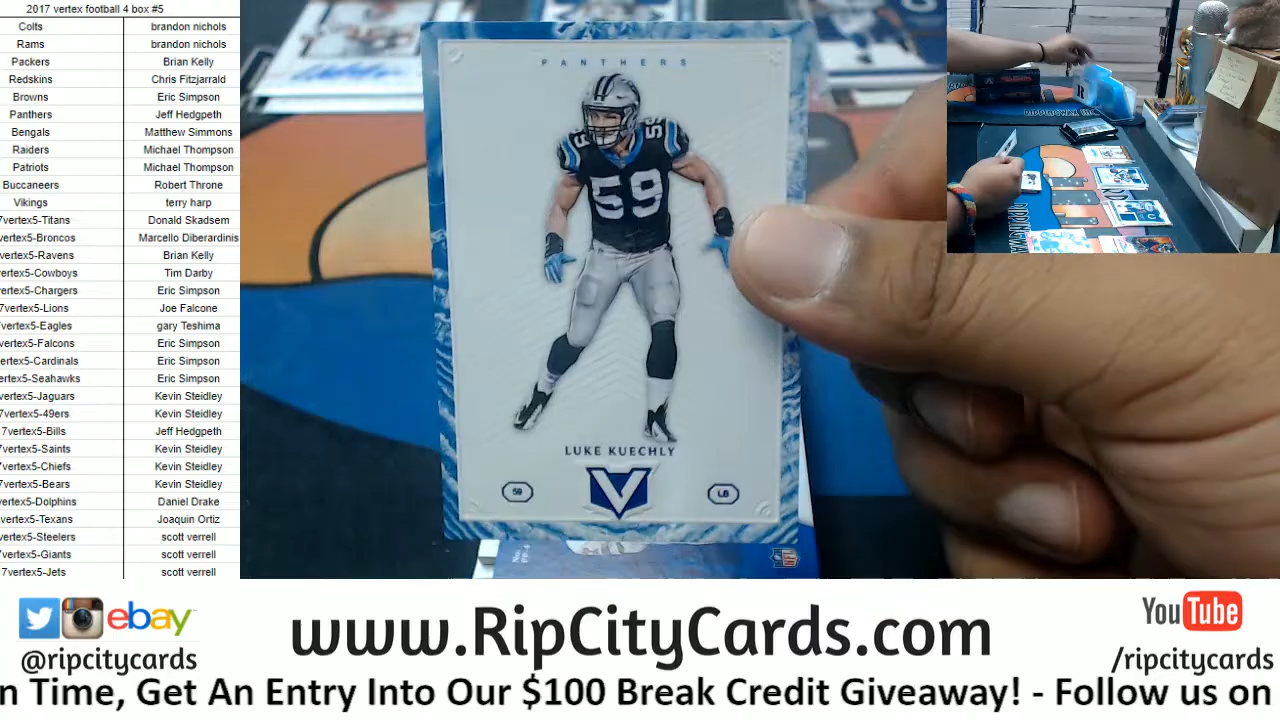 2017 vertex football 4 box #5
Colts brandon nichols
Rams brandon nichols
Packers Brian Kelly
Redskins Chris Fitzjarrald
Browns Eric Simpson
Panthers Jeff Hedgpeth
Bengals Matthew Simmons
Raiders Michael Thompson
Patriots Michael Thompson
Buccaneers Robert Throne
Vikings terry harp
7vertex5-Titans Donald Skadsem
vertex5-Broncos Marcello Diberardinis
vertex5-Ravens Brian Kelly
vertex5-Cowboys Tim Darby
vertex5-Chargers Eric Simpson
7vertex5-Lions Joe Falcone
vertex5-Eagles gary Teshima
vertex5-Falcons Eric Simpson
ertex5-Cardinals Eric Simpson
ertex5-Seahawks Eric Simpson
vertex5-Jaguars Kevin Steidley
7vertex5-49ers Kevin Steidley
7vertex5-Bills Jeff Hedgpeth
vertex5-Saints Kevin Steidley
vertex5-Chiefs Kevin Steidley
7vertex5-Bears Kevin Steidley
vertex5-Dolphins Daniel Drake
vertex5-Texans Joaquin Ortiz
vertex5-Steelers scott verrell
7vertex5-Giants scott verrell
7vertex5-Jets scott verrell
PANTHERS
59
59
LUKE KUECHLY
V
59 LB
NFL
ebay
@ripcitycards
www.RipCityCards.com
YouTube
/ripcitycards
n Time, Get An Entry Into Our $100 Break Credit Giveaway! - Follow us on